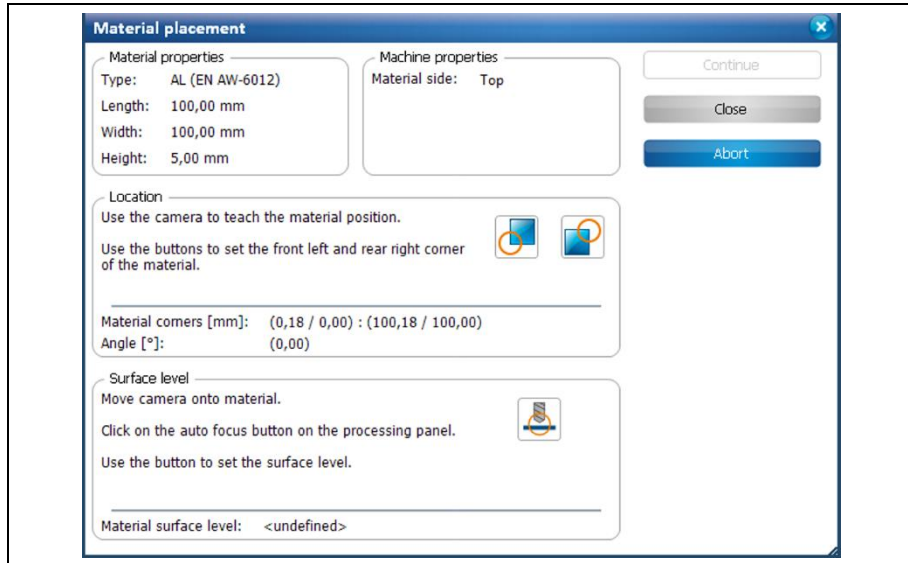 Material placement
Material properties
Type: AL (EN AW-6012)
Length: 100,00 mm
Width: 100,00 mm
Height: 5,00 mm
Machine properties
Material side: Top
Continue
Close
Abort
Location
Use the camera to teach the material position.
Use the buttons to set the front left and rear right corner
of the material.
Material corners [mm]: (0,18 / 0,00) : (100,18 / 100,00)
Angle [°]: (0,00)
Surface level
Move camera onto material.
Click on the auto focus button on the processing panel.
Use the button to set the surface level.
Material surface level: <undefined>